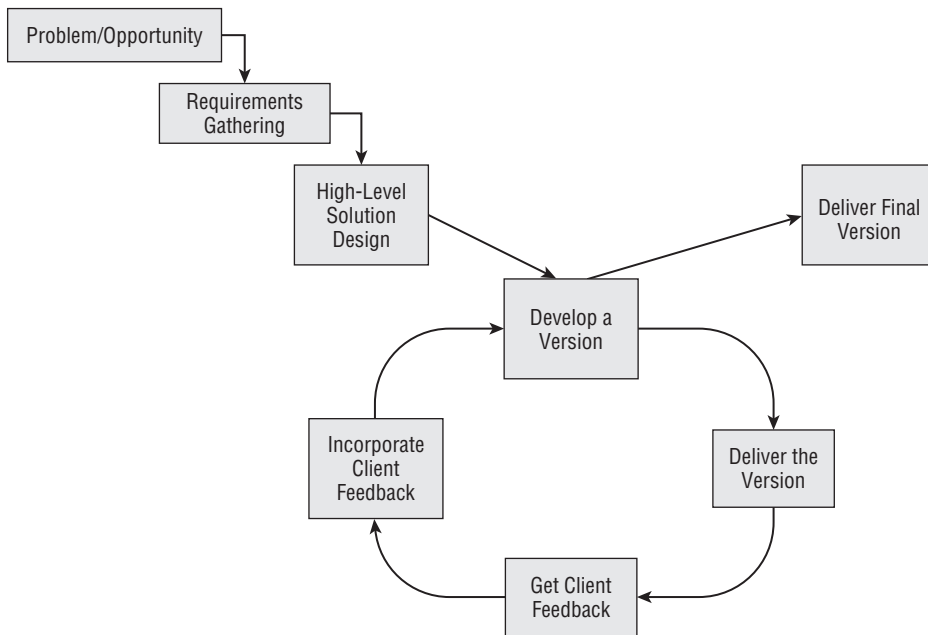 Problem/Opportunity
Requirements
Gathering
High-Level
Solution
Design
Deliver Final
Version
Develop a
Version
Incorporate
Client
Feedback
Deliver the
Version
Get Client
Feedback